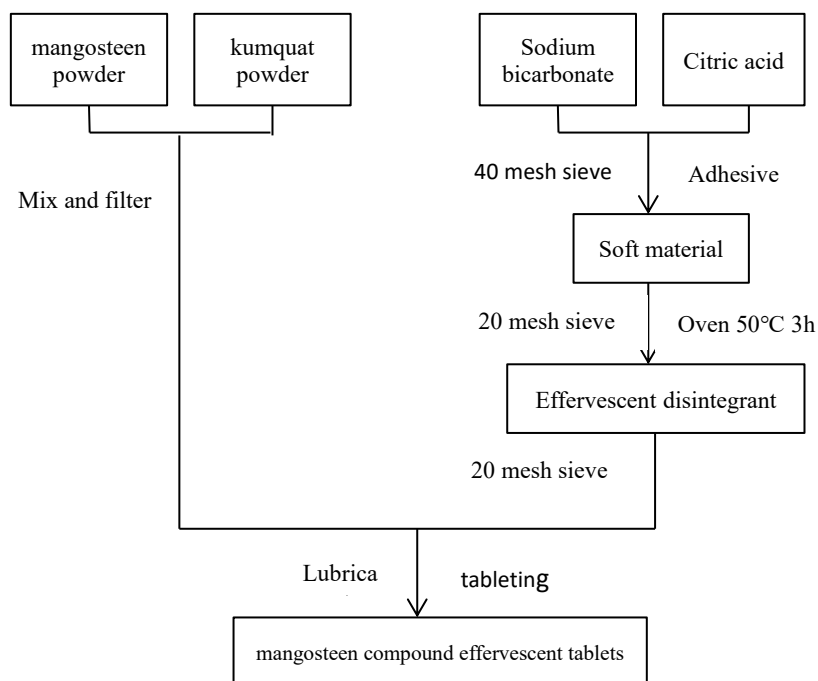 mangosteen
powder
kumquat
powder
Sodium
bicarbonate
Citric acid
Mix and filter
40 mesh sieve
Adhesive
Soft material
20 mesh sieve
Oven 50℃ 3h
Effervescent disintegrant
20 mesh sieve
Lubrica
tableting
mangosteen compound effervescent tablets